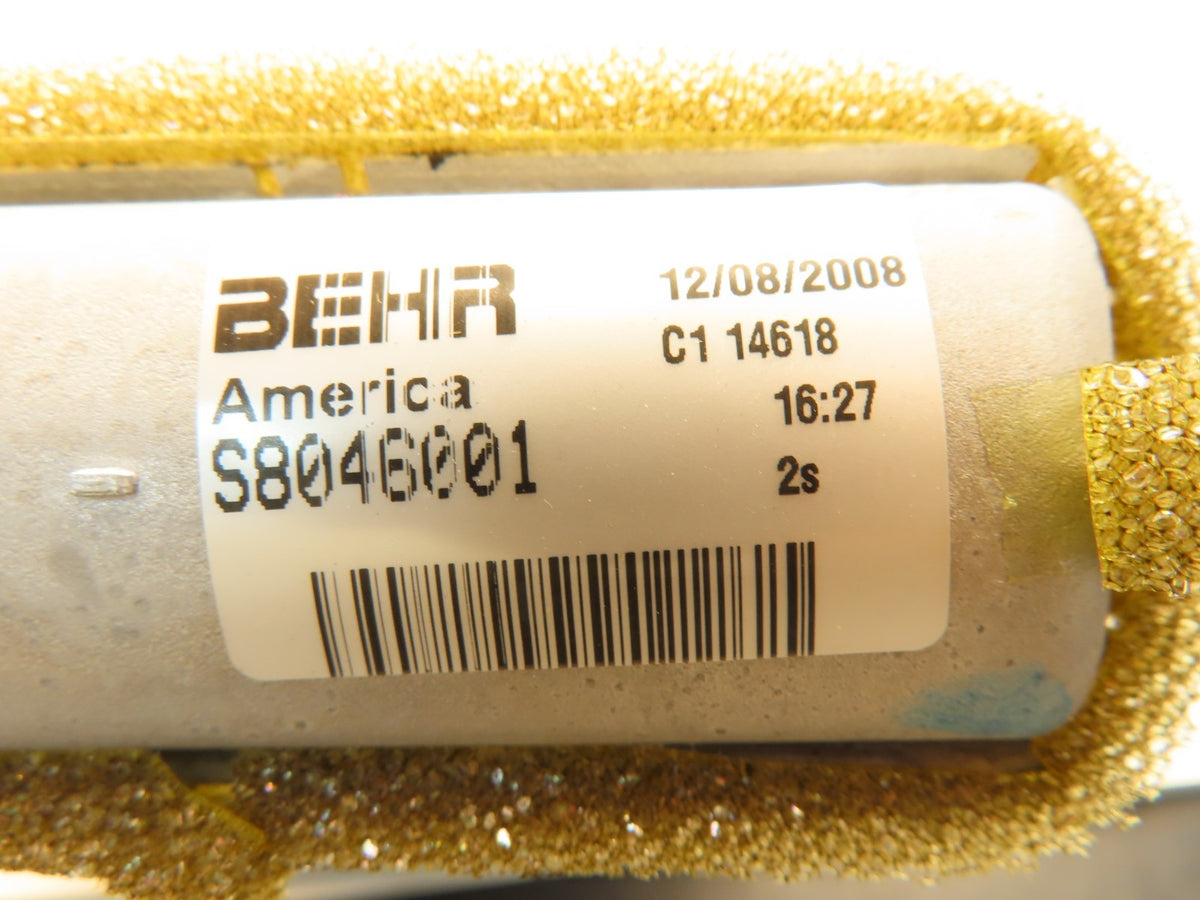 BEHR
America
S8046001
12/08/2008
C1 14618
16:27
2s